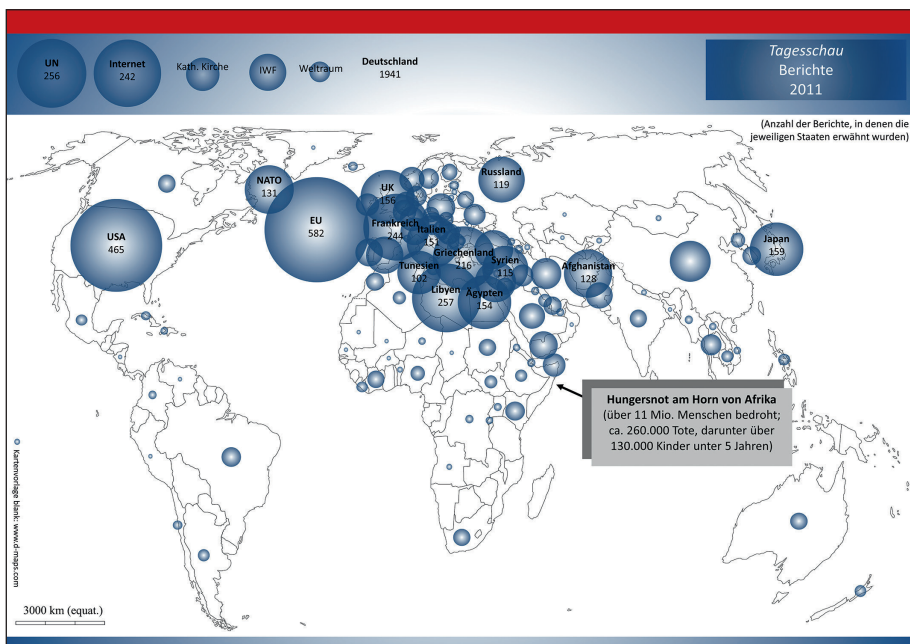 UN
256
Internet
242
Kath. Kirche
IWF
Weltraum
Deutschland
1941
Tagesschau
Berichte
2011
(Anzahl der Berichte, in denen die
jeweiligen Staaten erwähnt wurden)
NATO
131
UK
156
Russland
119
USA
465
EU
582
Frankreich
244
Italien
151
Griechenland
216
Syrien
115
Afghanistan
128
Japan
159
Tunesien
102
Libyen
257
Ägypten
154
Hungersnot am Horn von Afrika
(über 11 Mio. Menschen bedroht;
ca. 260.000 Tote, darunter über
130.000 Kinder unter 5 Jahren)
Kartenvorlage blank: www.d-maps.com
3000 km (equat.)